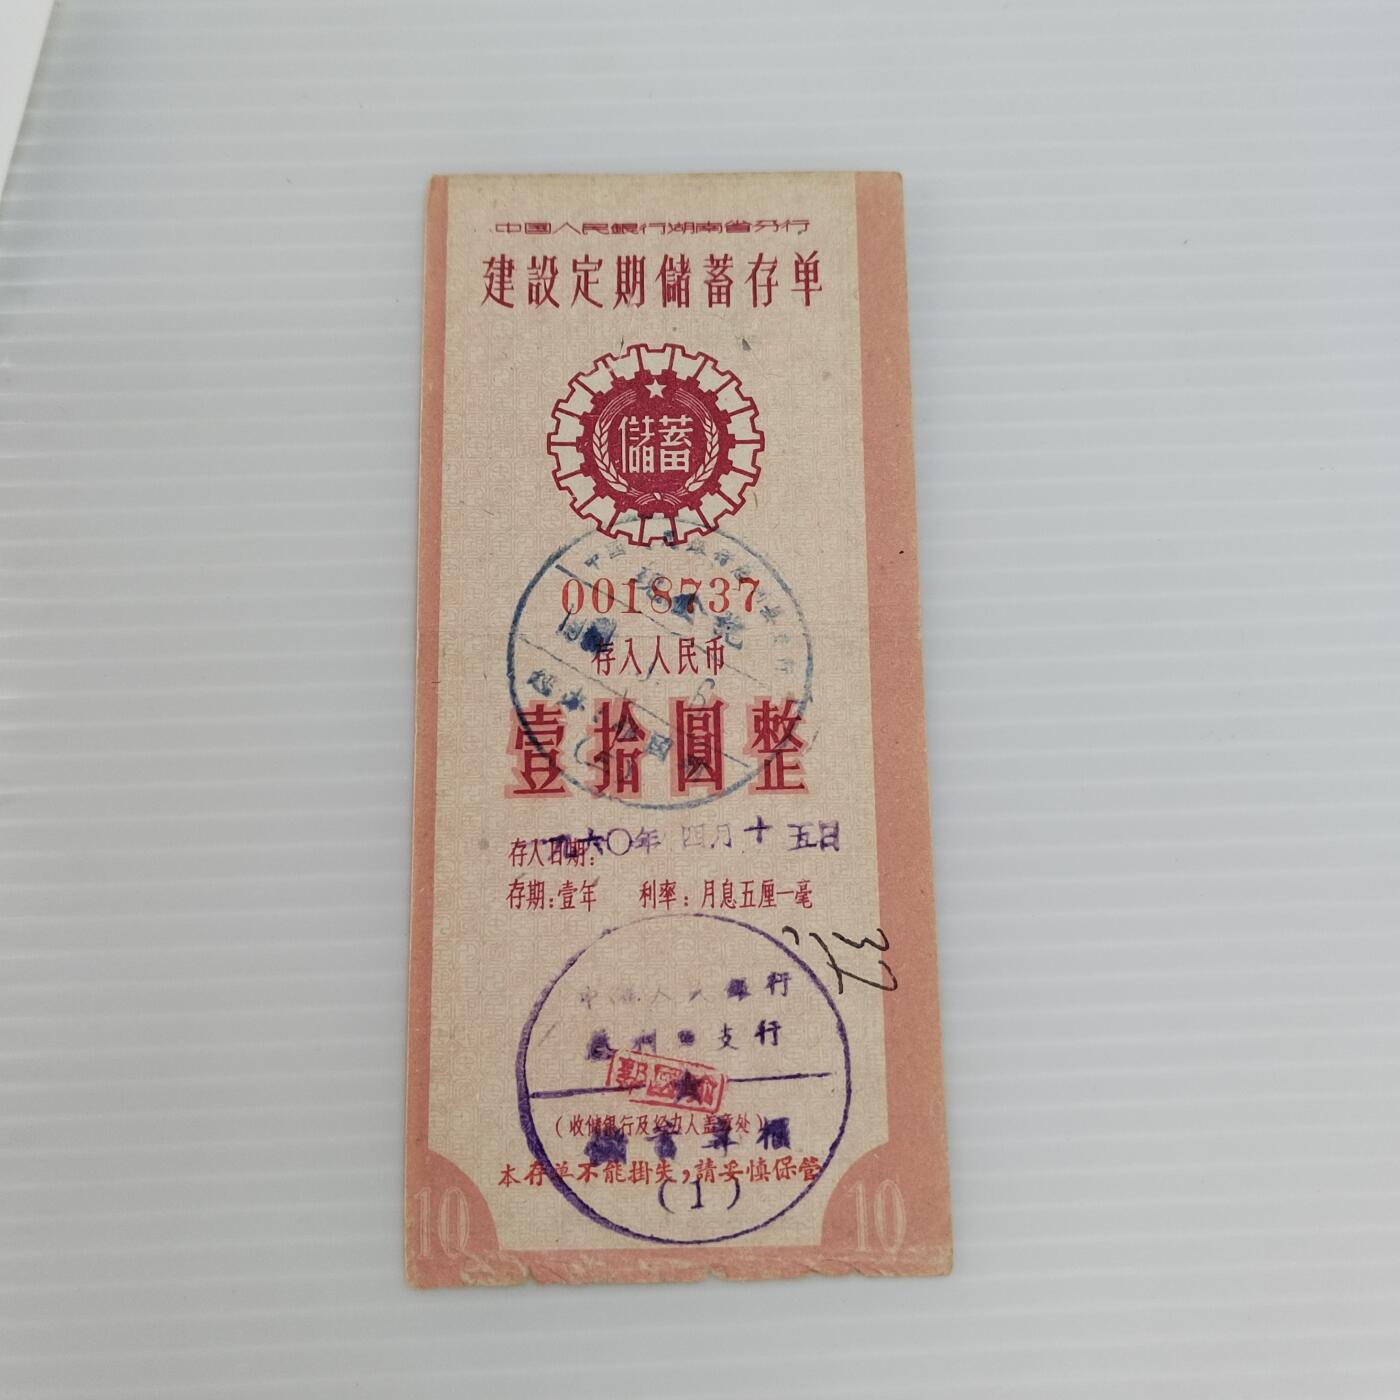 中国人民銀行湖南省分行
建設定期儲蓄存单
儲蓄
0018737
存入人民币
壹拾圓整
存入日期：一九六〇年 四月十五日
存期：壹年 利率：月息五厘一毫
人民銀行
支行
（收储銀行及经办人盖章处）
本存单不能掛失，請妥慎保管
（1）
10 10